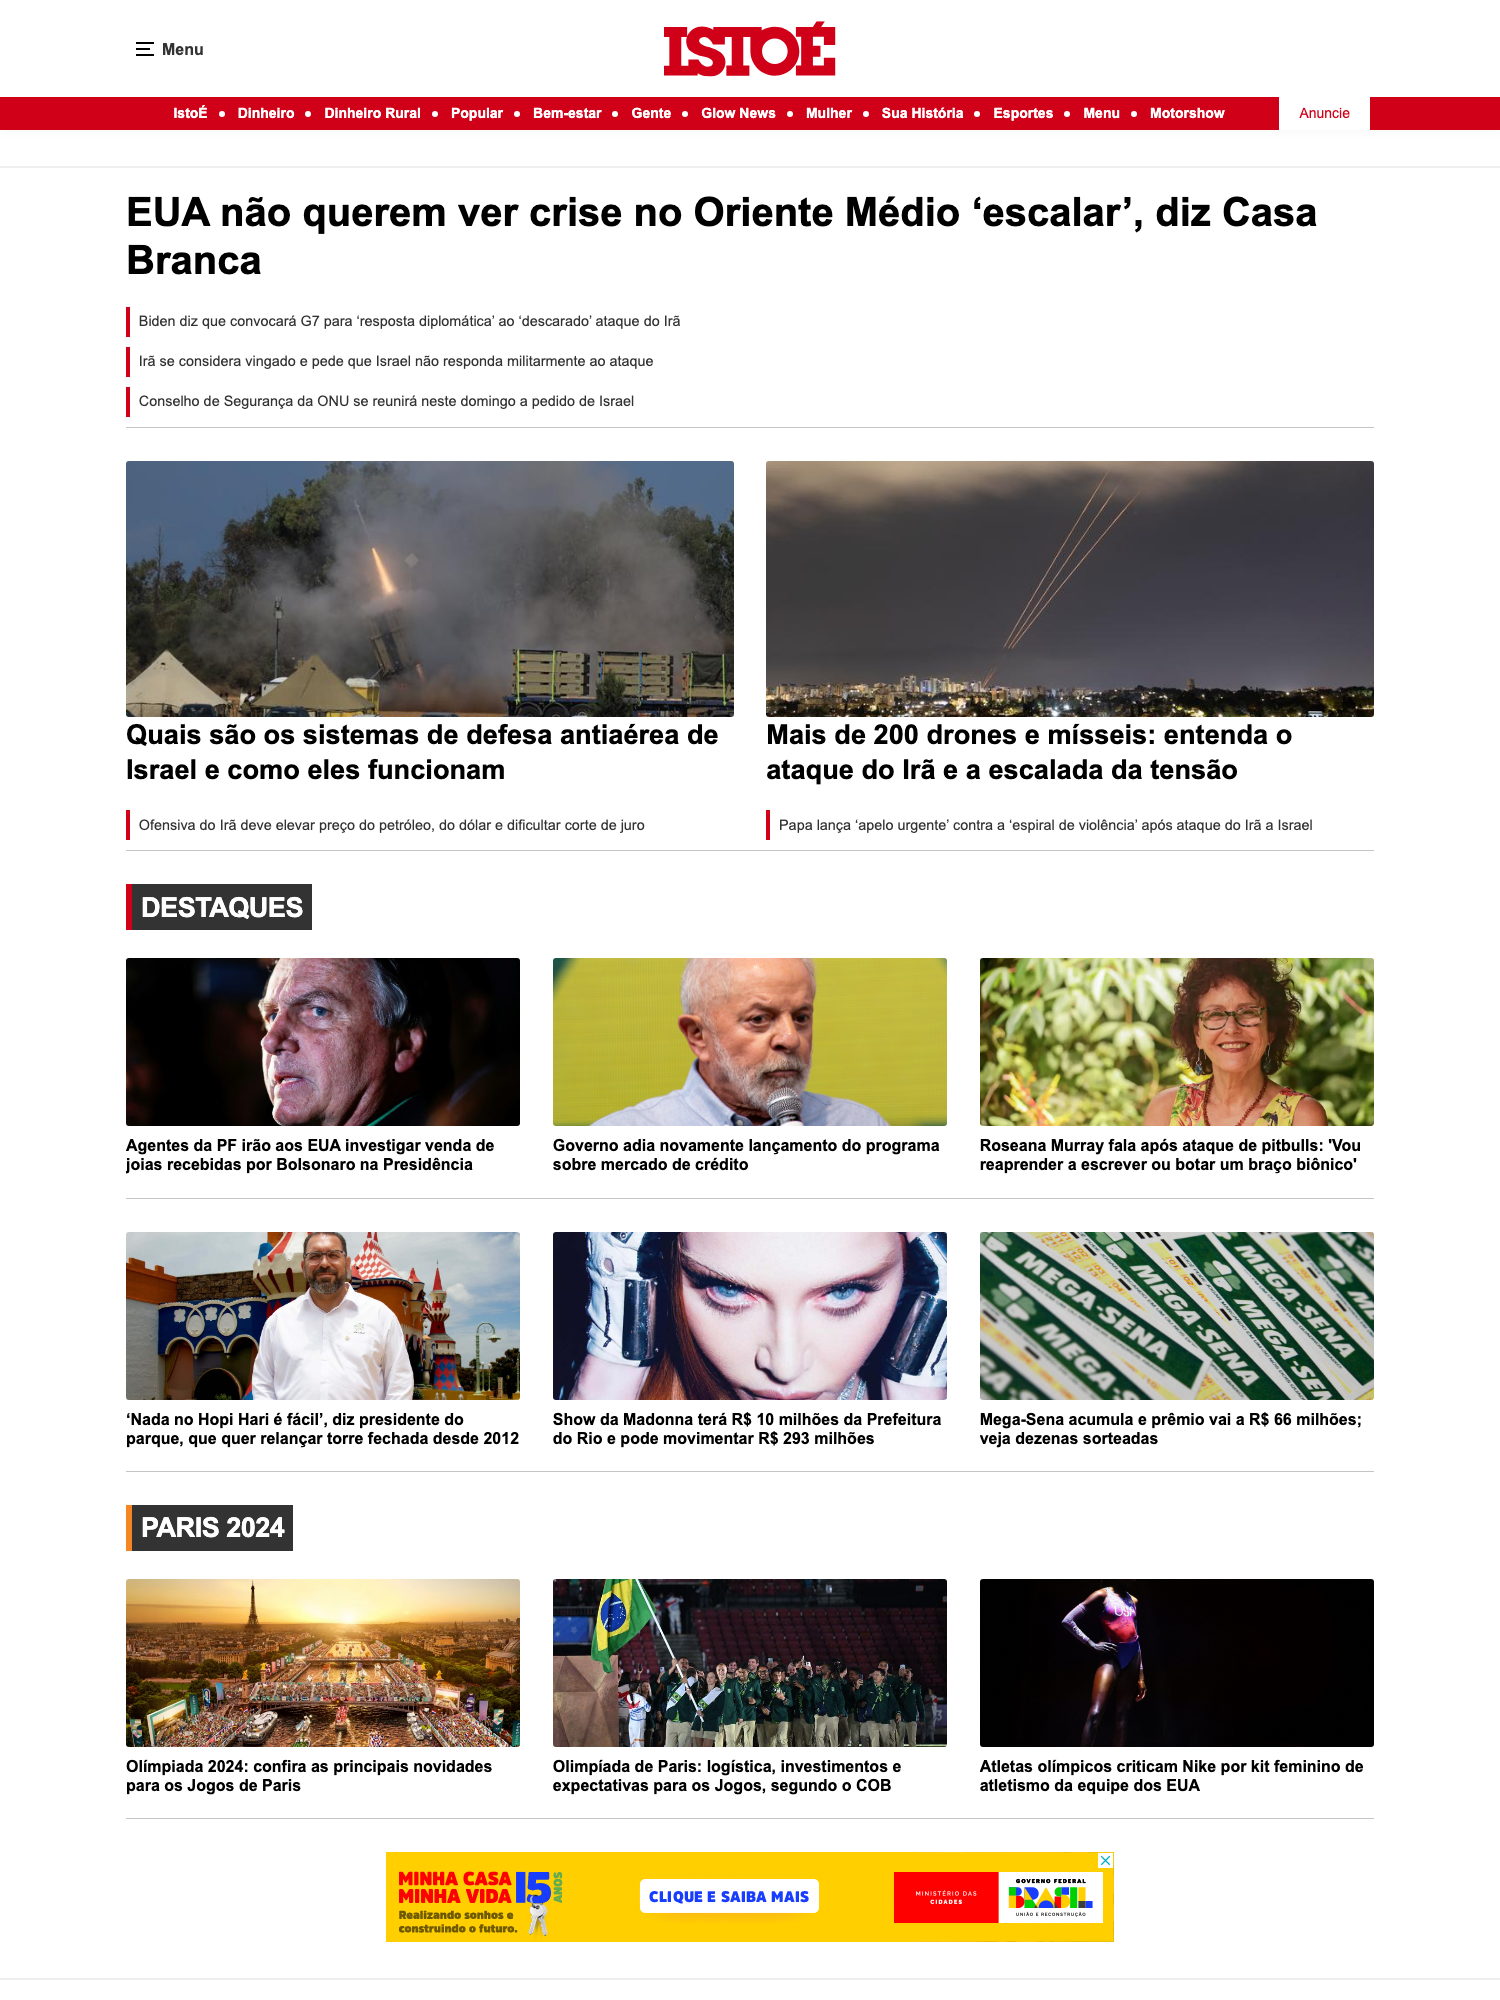 Menu
ISTOÉ
IstoÉ • Dinheiro • Dinheiro Rural • Popular • Bem-estar • Gente • Glow News • Mulher • Sua História • Esportes • Menu • Motorshow
Anuncie
EUA não querem ver crise no Oriente Médio ‘escalar’, diz Casa
Branca
Biden diz que convocará G7 para ‘resposta diplomática’ ao ‘descarado’ ataque do Irã
Irã se considera vingado e pede que Israel não responda militarmente ao ataque
Conselho de Segurança da ONU se reunirá neste domingo a pedido de Israel
Quais são os sistemas de defesa antiaérea de
Israel e como eles funcionam
Ofensiva do Irã deve elevar preço do petróleo, do dólar e dificultar corte de juro
Mais de 200 drones e mísseis: entenda o
ataque do Irã e a escalada da tensão
Papa lança ‘apelo urgente’ contra a ‘espiral de violência’ após ataque do Irã a Israel
DESTAQUES
Agentes da PF irão aos EUA investigar venda de
joias recebidas por Bolsonaro na Presidência
Governo adia novamente lançamento do programa
sobre mercado de crédito
Roseana Murray fala após ataque de pitbulls: 'Vou
reaprender a escrever ou botar um braço biônico'
‘Nada no Hopi Hari é fácil’, diz presidente do
parque, que quer relançar torre fechada desde 2012
Show da Madonna terá R$ 10 milhões da Prefeitura
do Rio e pode movimentar R$ 293 milhões
MEGA-SENA
MEGA-SENA
MEGA-SENA
MEGA-SENA
MEGA-SENA
Mega-Sena acumula e prêmio vai a R$ 66 milhões;
veja dezenas sorteadas
PARIS 2024
Olímpiada 2024: confira as principais novidades
para os Jogos de Paris
Olimpíada de Paris: logística, investimentos e
expectativas para os Jogos, segundo o COB
Atletas olímpicos criticam Nike por kit feminino de
atletismo da equipe dos EUA
MINHA CASA
MINHA VIDA 15 ANOS
Realizando sonhos e
construindo o futuro.
CLIQUE E SAIBA MAIS
MINISTÉRIO DAS
CIDADES
GOVERNO FEDERAL
BRASIL
UNIÃO E RECONSTRUÇÃO